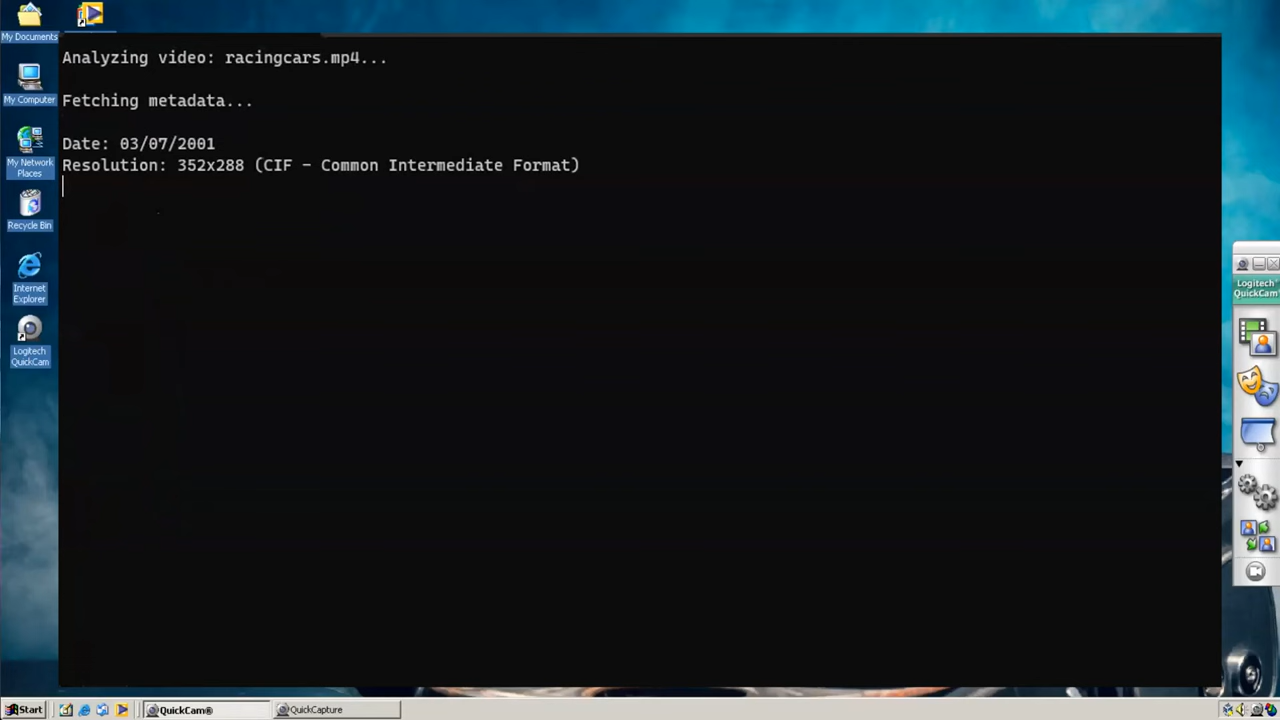 My Documents
My Computer
My Network
Places
Recycle Bin
Internet
Explorer
Logitech
QuickCam
Analyzing video: racingcars.mp4...
Fetching metadata...
Date: 03/07/2001
Resolution: 352x288 (CIF - Common Intermediate Format)
Logitech
QuickCam
Start
QuickCam®
QuickCapture